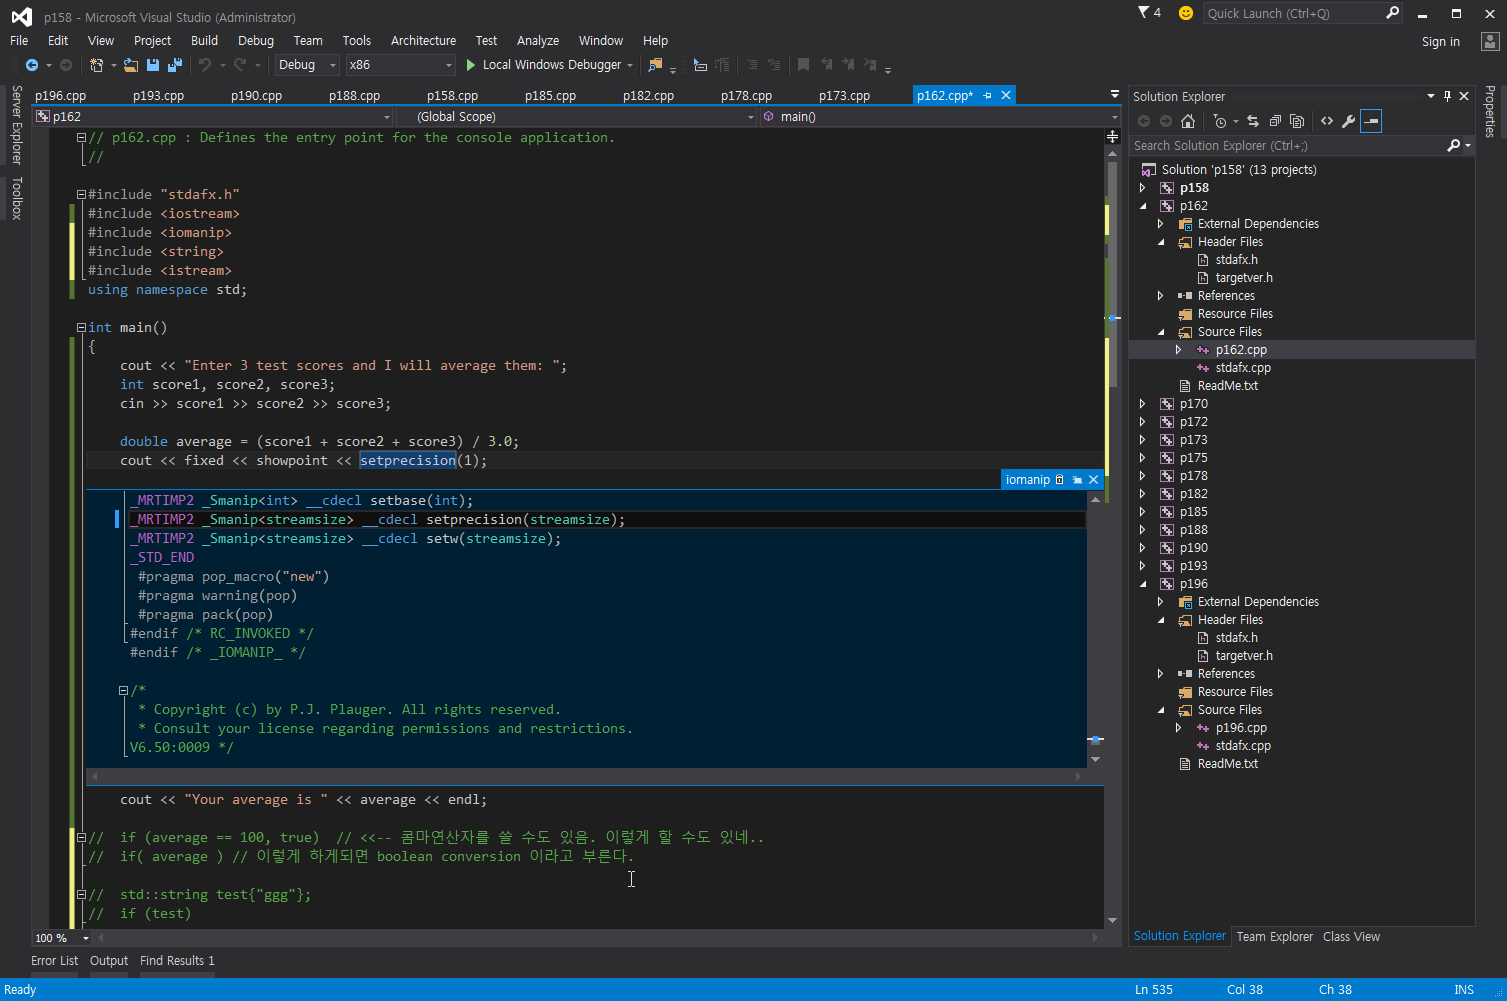 p158 - Microsoft Visual Studio (Administrator)
4
Quick Launch (Ctrl+Q)
File Edit View Project Build Debug Team Tools Architecture Test Analyze Window Help
Sign in
Debug x86 Local Windows Debugger
Server Explorer
Toolbox
p196.cpp p193.cpp p190.cpp p188.cpp p158.cpp p185.cpp p182.cpp p178.cpp p173.cpp p162.cpp*
p162 (Global Scope) main()
// p162.cpp : Defines the entry point for the console application.
//
#include "stdafx.h"
#include <iostream>
#include <iomanip>
#include <string>
#include <istream>
using namespace std;
int main()
{
cout << "Enter 3 test scores and I will average them: ";
int score1, score2, score3;
cin >> score1 >> score2 >> score3;
double average = (score1 + score2 + score3) / 3.0;
cout << fixed << showpoint << setprecision(1);
iomanip
_MRTIMP2 _Smanip<int> __cdecl setbase(int);
_MRTIMP2 _Smanip<streamsize> __cdecl setprecision(streamsize);
_MRTIMP2 _Smanip<streamsize> __cdecl setw(streamsize);
_STD_END
#pragma pop_macro("new")
#pragma warning(pop)
#pragma pack(pop)
#endif /* RC_INVOKED */
#endif /* _IOMANIP_ */
/*
* Copyright (c) by P.J. Plauger. All rights reserved.
* Consult your license regarding permissions and restrictions.
V6.50:0009 */
cout << "Your average is " << average << endl;
// if (average == 100, true) // <<-- 콤마연산자를 쓸 수도 있음. 이렇게 할 수도 있네..
// if( average ) // 이렇게 하게되면 boolean conversion 이라고 부른다.
// std::string test{"ggg"};
// if (test)
100 %
Solution Explorer
Search Solution Explorer (Ctrl+;)
Solution 'p158' (13 projects)
p158
p162
External Dependencies
Header Files
stdafx.h
targetver.h
References
Resource Files
Source Files
p162.cpp
stdafx.cpp
ReadMe.txt
p170
p172
p173
p175
p178
p182
p185
p188
p190
p193
p196
External Dependencies
Header Files
stdafx.h
targetver.h
References
Resource Files
Source Files
p196.cpp
stdafx.cpp
ReadMe.txt
Solution Explorer Team Explorer Class View
Properties
Error List Output Find Results 1
Ready Ln 535 Col 38 Ch 38 INS